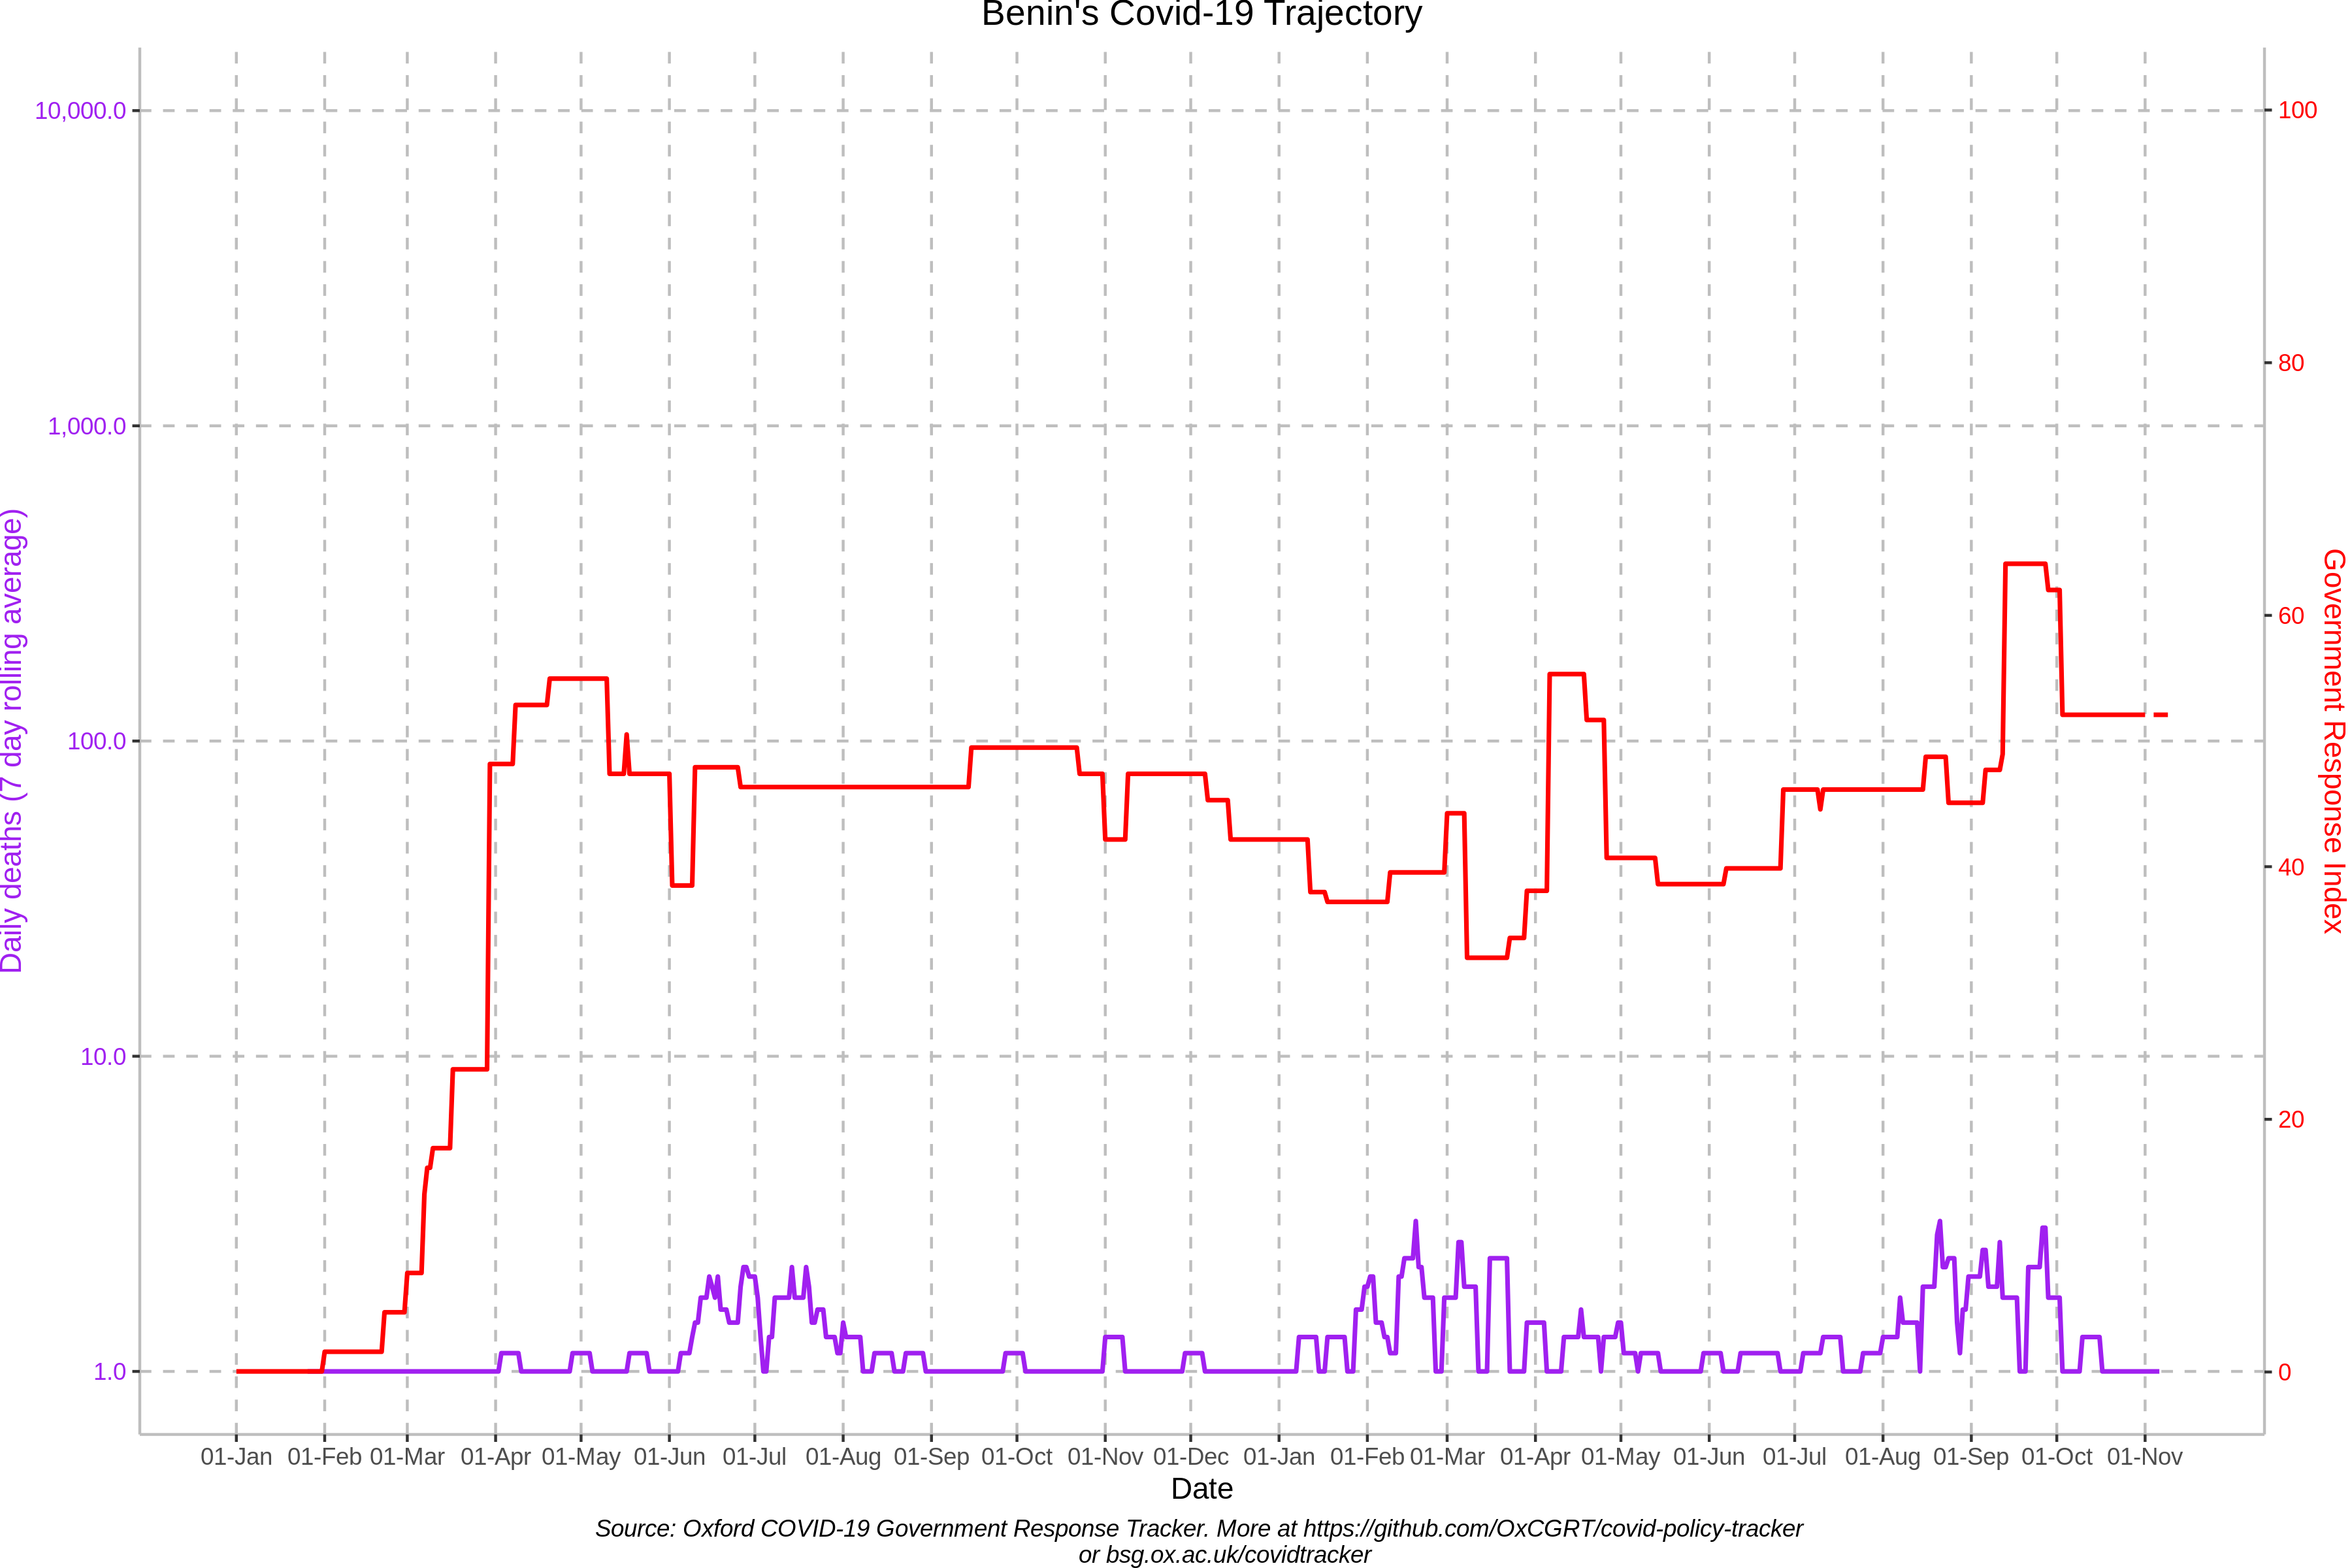 Benin's Covid-19 Trajectory
10,000.0
1,000.0
100.0
10.0
1.0
Daily deaths (7 day rolling average)
100
80
60
40
20
0
Government Response Index
01-Jan 01-Feb 01-Mar 01-Apr 01-May 01-Jun 01-Jul 01-Aug 01-Sep 01-Oct 01-Nov 01-Dec 01-Jan 01-Feb 01-Mar 01-Apr 01-May 01-Jun 01-Jul 01-Aug 01-Sep 01-Oct 01-Nov
Date
Source: Oxford COVID-19 Government Response Tracker. More at https://github.com/OxCGRT/covid-policy-tracker
or bsg.ox.ac.uk/covidtracker